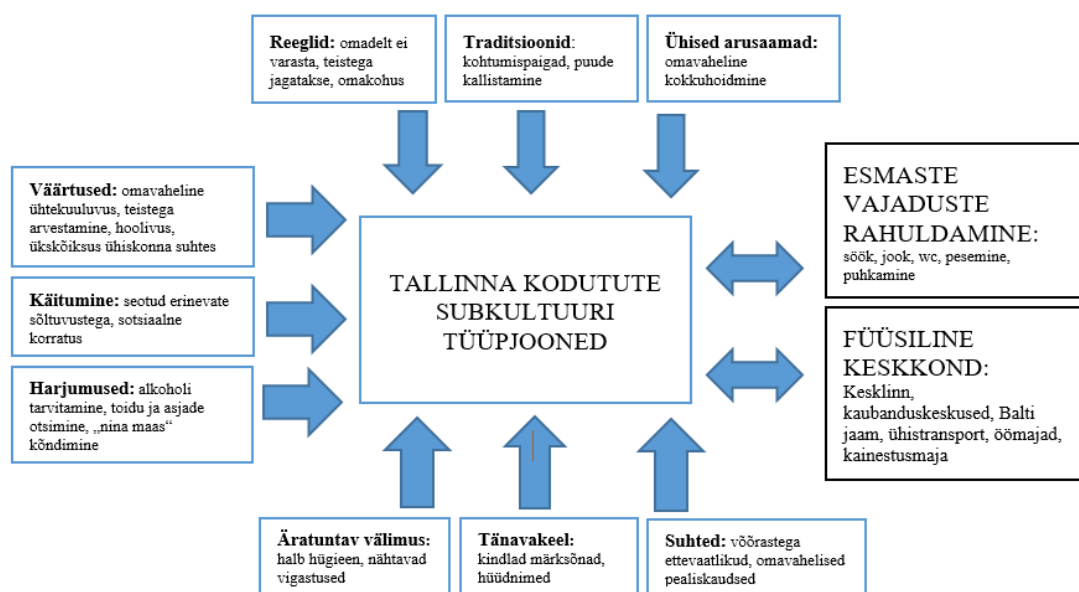 Reeglid: omadelt ei
varasta, teistega
jagatakse, omakohus
Traditsioonid:
kohtumispaigad, puude
kallistamine
Ühised arusaamad:
omavaheline
kokkuhoidmine
Väärtused: omavaheline
ühtekuuluvus, teistega
arvestamine, hoolivus,
ükskõiksus ühiskonna suhtes
Käitumine: seotud erinevate
sõltuvustega, sotsiaalne
korratus
Harjumused: alkoholi
tarvitamine, toidu ja asjade
otsimine, „nina maas“
kõndimine
TALLINNA KODUTUTE
SUBKULTUURI
TÜÜPJOONED
ESMASTE
VAJADUSTE
RAHULDAMINE:
söök, jook, wc, pesemine,
puhkamine
FÜÜSILINE
KESKKOND:
Kesklinn,
kaubanduskeskused, Balti
jaam, ühistransport, öömajad,
kainestusmaja
Äratuntav välimus:
halb hügieen, nähtavad
vigastused
Tänavakeel:
kindlad märksõnad,
hüüdnimed
Suhted: võõrastega
ettevaatlikud, omavahelised
pealiskaudsed